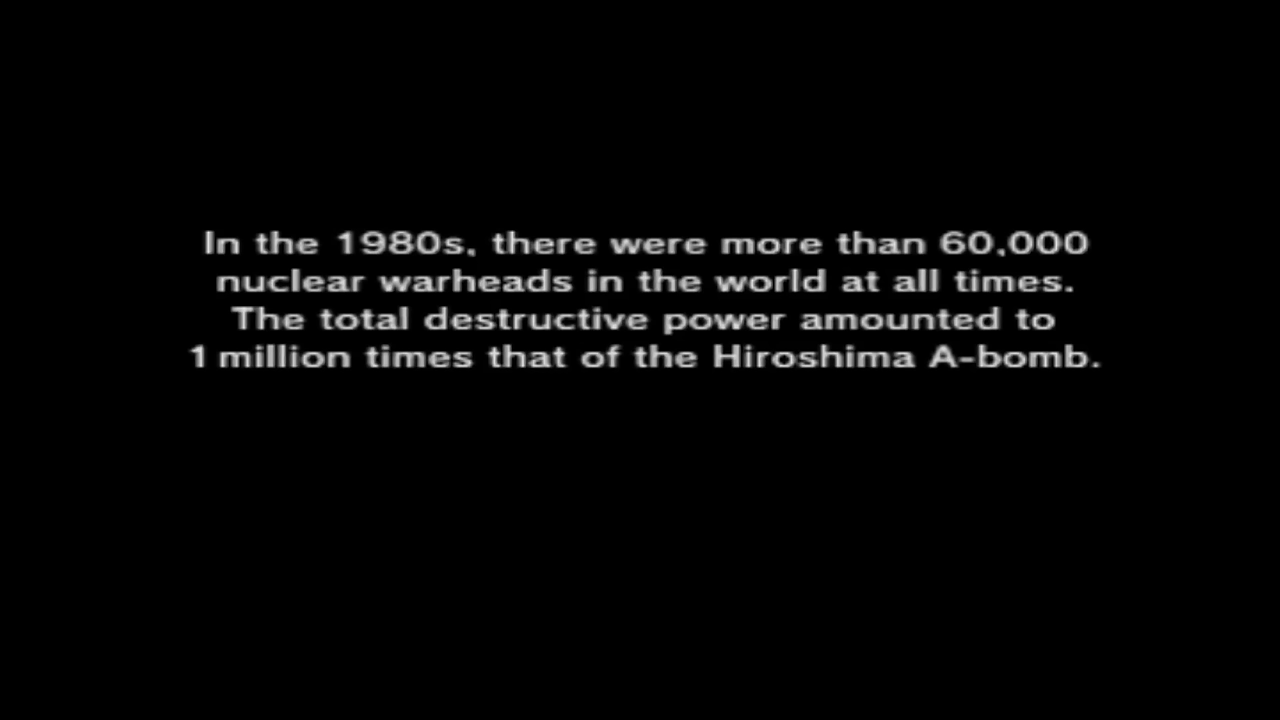 In the 1980s, there were more than 60,000
nuclear warheads in the world at all times.
The total destructive power amounted to
1 million times that of the Hiroshima A-bomb.